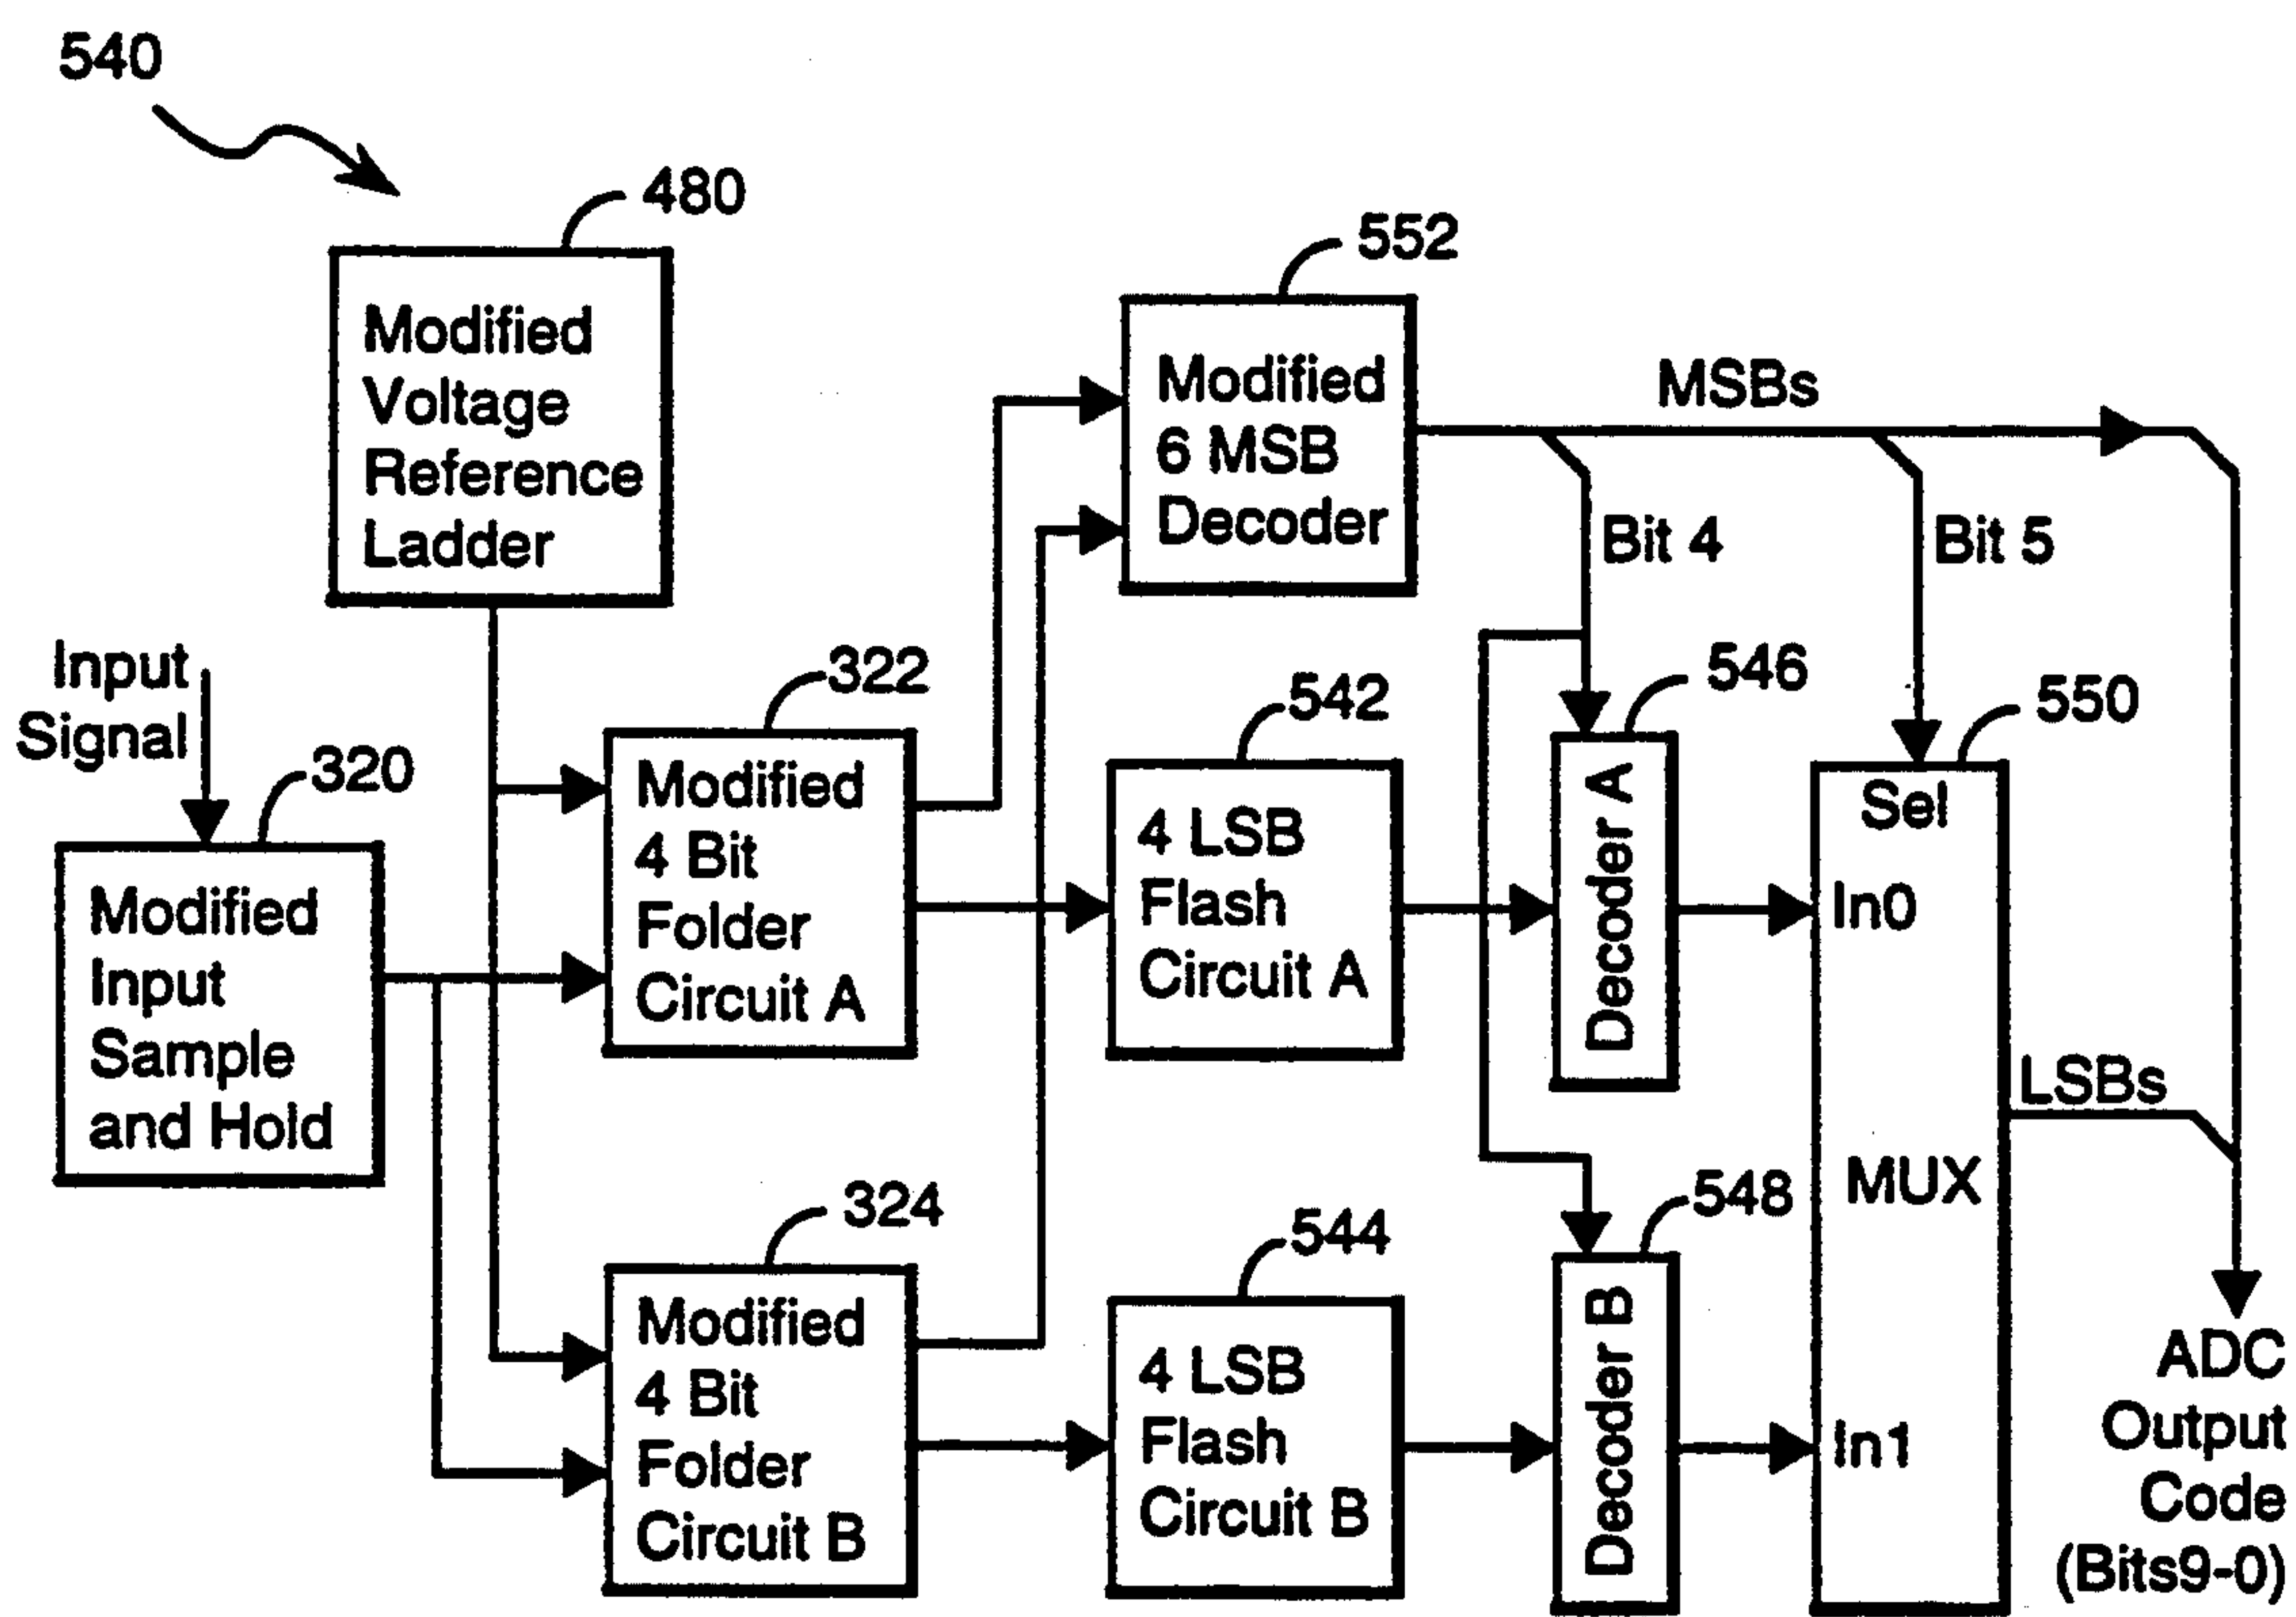 540
480
Modified
Voltage
Reference
Ladder
552
Modified
6 MSB
Decoder
MSBs
Bit 4
Bit 5
Input
Signal
320
Modified
Input
Sample
and Hold
322
Modified
4 Bit
Folder
Circuit A
542
4 LSB
Flash
Circuit A
546
Decoder A
550
Sel
In0
MUX
In1
LSBs
324
Modified
4 Bit
Folder
Circuit B
544
4 LSB
Flash
Circuit B
548
Decoder B
ADC
Output
Code
(Bits9-0)